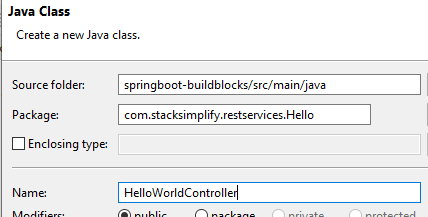 Java Class
Create a new Java class.
Source folder: springboot-buildblocks/src/main/java
Package: com.stacksimplify.restservices.Hello
Enclosing type:
Name: HelloWorldController
Modifiers: public package private protected